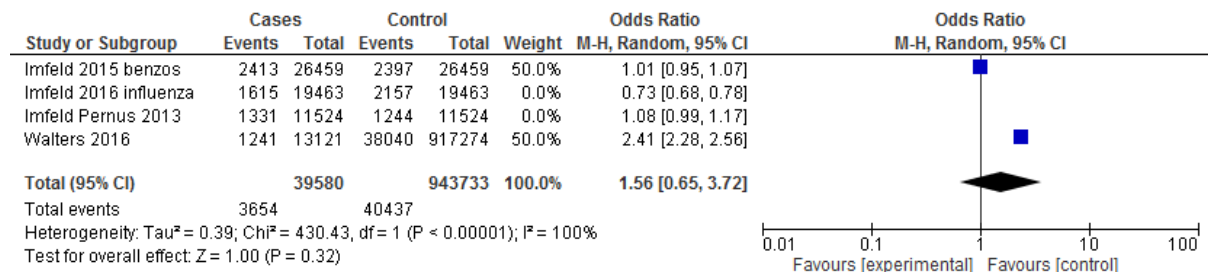 Cases Control Odds Ratio Odds Ratio
Study or Subgroup Events Total Events Total Weight M-H, Random, 95% CI M-H, Random, 95% CI
Imfeld 2015 benzos 2413 26459 2397 26459 50.0% 1.01 [0.95, 1.07]
Imfeld 2016 influenza 1615 19463 2157 19463 0.0% 0.73 [0.68, 0.78]
Imfeld Pernus 2013 1331 11524 1244 11524 0.0% 1.08 [0.99, 1.17]
Walters 2016 1241 13121 38040 917274 50.0% 2.41 [2.28, 2.56]
Total (95% CI) 39580 943733 100.0% 1.56 [0.65, 3.72]
Total events 3654 40437
Heterogeneity: Tau² = 0.39; Chi² = 430.43, df = 1 (P < 0.00001); I² = 100%
Test for overall effect: Z = 1.00 (P = 0.32)
0.01 0.1 1 10 100
Favours [experimental] Favours [control]